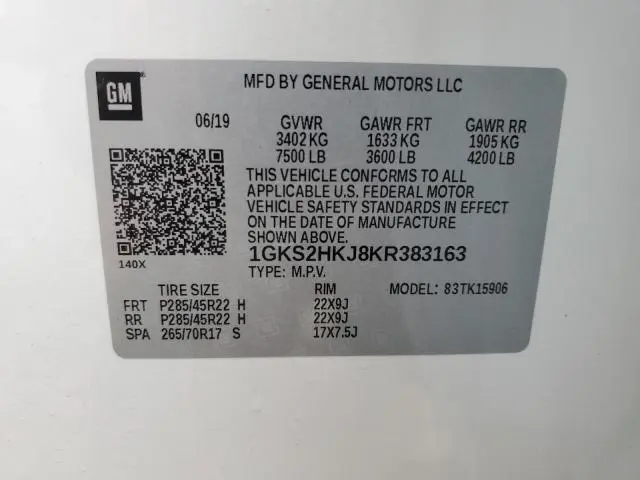 GM
MFD BY GENERAL MOTORS LLC
06/19 GVWR GAWR FRT GAWR RR
3402 KG 1633 KG 1905 KG
7500 LB 3600 LB 4200 LB
THIS VEHICLE CONFORMS TO ALL
APPLICABLE U.S. FEDERAL MOTOR
VEHICLE SAFETY STANDARDS IN EFFECT
ON THE DATE OF MANUFACTURE
SHOWN ABOVE.
140X
1GKS2HKJ8KR383163
TYPE: M.P.V.
TIRE SIZE RIM MODEL: 83TK15906
FRT P285/45R22 H 22X9J
RR P285/45R22 H 22X9J
SPA 265/70R17 S 17X7.5J